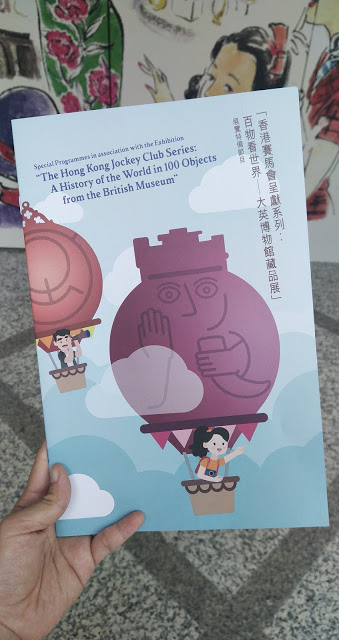 Special Programmes in association with the Exhibition
"The Hong Kong Jockey Club Series:
A History of the World in 100 Objects
from the British Museum"
「香港賽馬會呈獻系列：
百物看世界——大英博物館藏品展」
展覽特備節目